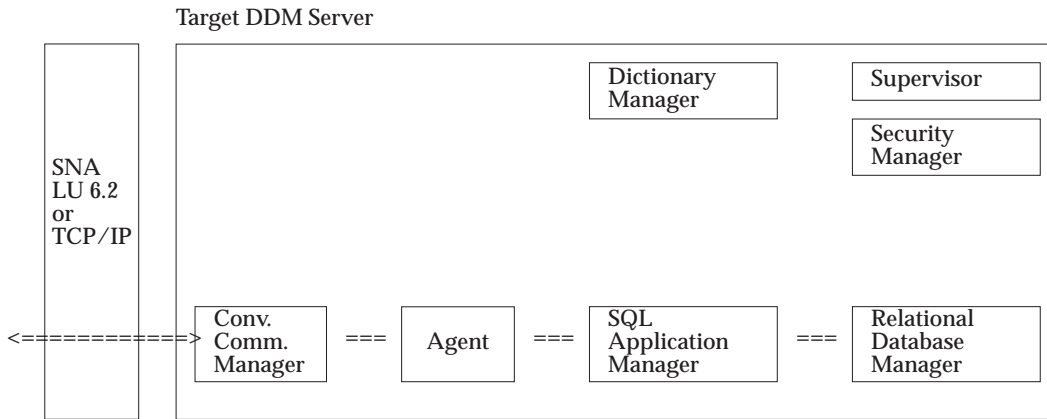 Target DDM Server
Dictionary
Manager
Supervisor
Security
Manager
SNA
LU 6.2
or
TCP/IP
<===========>
Conv.
Comm.
Manager
===
Agent
===
SQL
Application
Manager
===
Relational
Database
Manager